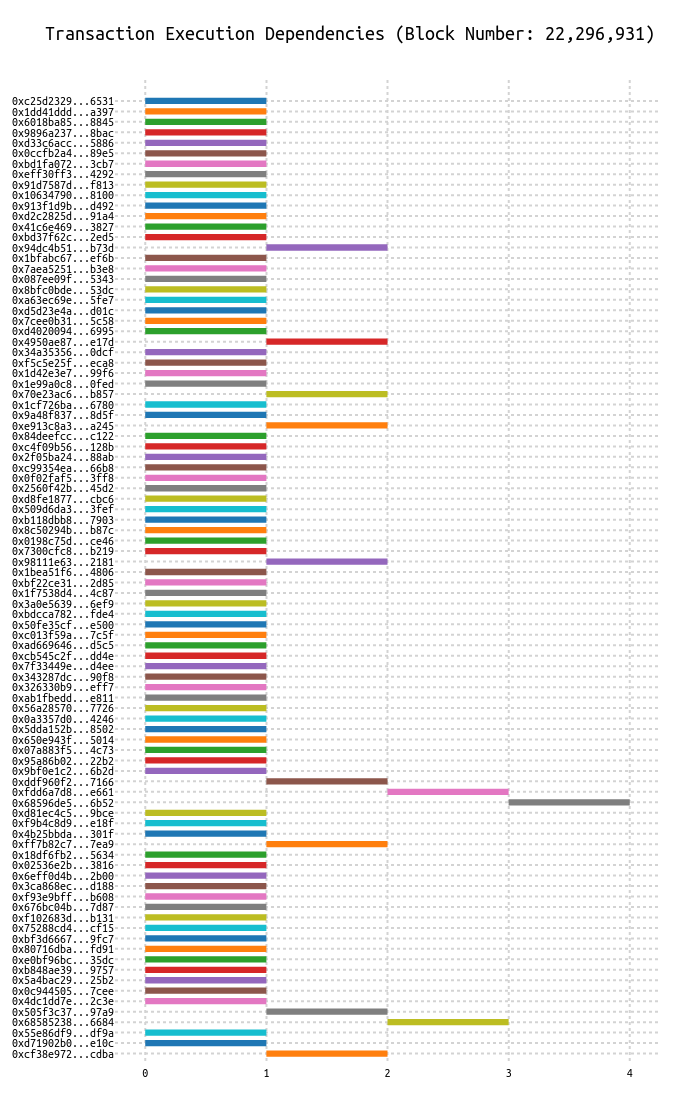 Transaction Execution Dependencies (Block Number: 22,296,931)
0xc25d2329...6531
0x1dd41ddd...a397
0x6018ba85...8845
0x9896a237...8bac
0xd33c6acc...5886
0x0ccfb2a4...89e5
0xbd1fa072...3cb7
0xeff30ff3...4292
0x91d7587d...f813
0x10634790...8100
0x913f1d9b...d492
0xd2c2825d...91a4
0x41c6e469...3827
0xbd37f62c...2ed5
0x94dc4b51...b73d
0x1bfabc67...ef6b
0x7aea5251...b3e8
0x087ee09f...5343
0x8bfc0bde...53dc
0xa63ec69e...5fe7
0xd5d23e4a...d01c
0x7cee0b31...5c58
0xd4020094...6995
0x4950ae87...e17d
0x34a35356...0dcf
0xf5c5e25f...eca8
0x1d42e3e7...99f6
0x1e99a0c8...0fed
0x70e23ac6...b857
0x1cf726ba...6780
0x9a48f837...8d5f
0xe913c8a3...a245
0x84deefcc...c122
0xc4f09b56...128b
0x2f05ba24...88ab
0xc99354ea...66b8
0x0f02faf5...3ff8
0x2560f42b...45d2
0xd8fe1877...cbc6
0x509d6da3...3fef
0xb118dbb8...7903
0x8c50294b...b87c
0x0198c75d...ce46
0x7300cfc8...b219
0x98111e63...2181
0x1bea51f6...4806
0xbf22ce31...2d85
0x1f7538d4...4c87
0x3a0e5639...6ef9
0xbdcca782...fde4
0x50fe35cf...e500
0xc013f59a...7c5f
0xad669646...d5c5
0xcb545c2f...dd4e
0x7f33449e...d4ee
0x343287dc...90f8
0x326330b9...eff7
0xab1fbedd...e811
0x56a28570...7726
0x0a3357d0...4246
0x5dda152b...8502
0x650e943f...5014
0x07a883f5...4c73
0x95a86b02...22b2
0x9bf0e1c2...6b2d
0xddf960f2...7166
0xfdd6a7d8...e661
0x68596de5...6b52
0xd81ec4c5...9bce
0xf9b4c8d9...e18f
0x4b25bbda...301f
0xff7b82c7...7ea9
0x18df6fb2...5634
0x02536e2b...3816
0x6eff0d4b...2b00
0x3ca868ec...d188
0xf93e9bff...b608
0x676bc04b...7d87
0xf102683d...b131
0x75288cd4...cf15
0xbf3d6667...9fc7
0x80716dba...fd91
0xe0bf96bc...35dc
0xb848ae39...9757
0x5a4bac29...25b2
0x0c944505...7cee
0x4dc1dd7e...2c3e
0x505f3c37...97a9
0x68585238...6684
0x55e86df9...df9a
0xd71902b0...e10c
0xcf38e972...cdba
0 1 2 3 4